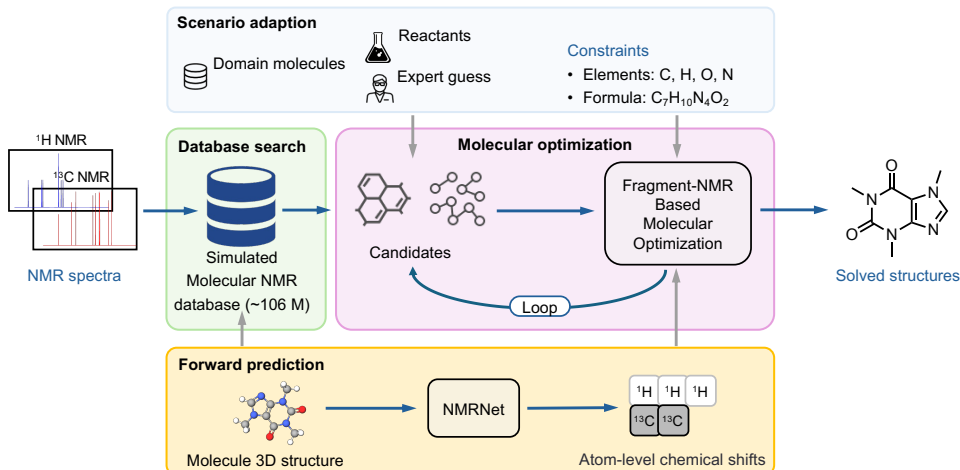 Scenario adaption
Domain molecules
Reactants
Expert guess
Constraints
• Elements: C, H, O, N
• Formula: C₇H₁₀N₄O₂
¹H NMR
¹³C NMR
NMR spectra
Database search
Simulated
Molecular NMR
database (~106 M)
Molecular optimization
Candidates
Fragment-NMR
Based
Molecular
Optimization
Loop
O
N
N
O
N
N
Solved structures
Forward prediction
Molecule 3D structure
NMRNet
¹H ¹H ¹H
¹³C ¹³C
Atom-level chemical shifts